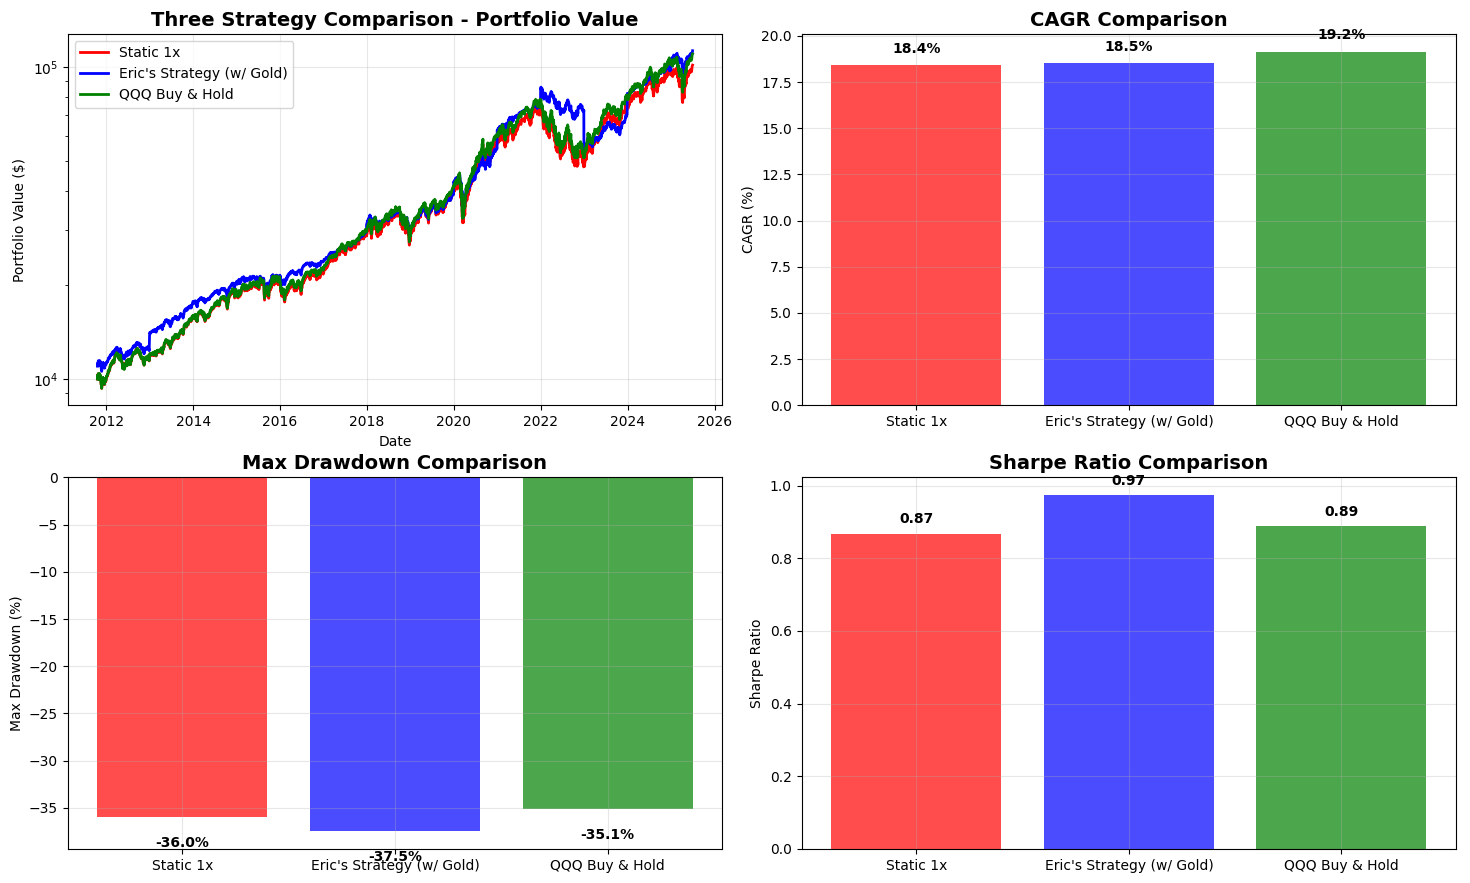 Three Strategy Comparison - Portfolio Value
Static 1x
Eric's Strategy (w/ Gold)
QQQ Buy & Hold
Portfolio Value ($)
10⁵
10⁴
2012 2014 2016 2018 2020 2022 2024 2026
Date
CAGR Comparison
CAGR (%)
20.0
17.5
15.0
12.5
10.0
7.5
5.0
2.5
0.0
18.4%
18.5%
19.2%
Static 1x Eric's Strategy (w/ Gold) QQQ Buy & Hold
Max Drawdown Comparison
Max Drawdown (%)
0
−5
−10
−15
−20
−25
−30
−35
-36.0%
-37.5%
-35.1%
Static 1x Eric's Strategy (w/ Gold) QQQ Buy & Hold
Sharpe Ratio Comparison
Sharpe Ratio
1.0
0.8
0.6
0.4
0.2
0.0
0.87
0.97
0.89
Static 1x Eric's Strategy (w/ Gold) QQQ Buy & Hold